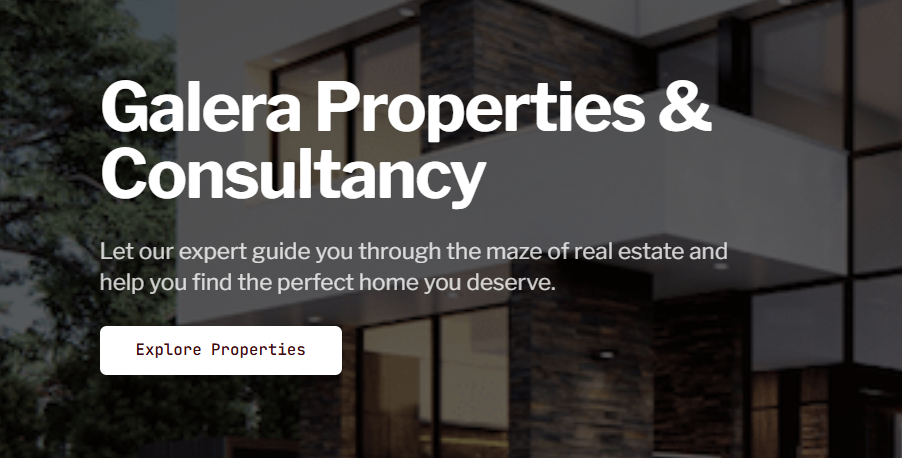 Galera Properties &
Consultancy
Let our expert guide you through the maze of real estate and
help you find the perfect home you deserve.
Explore Properties